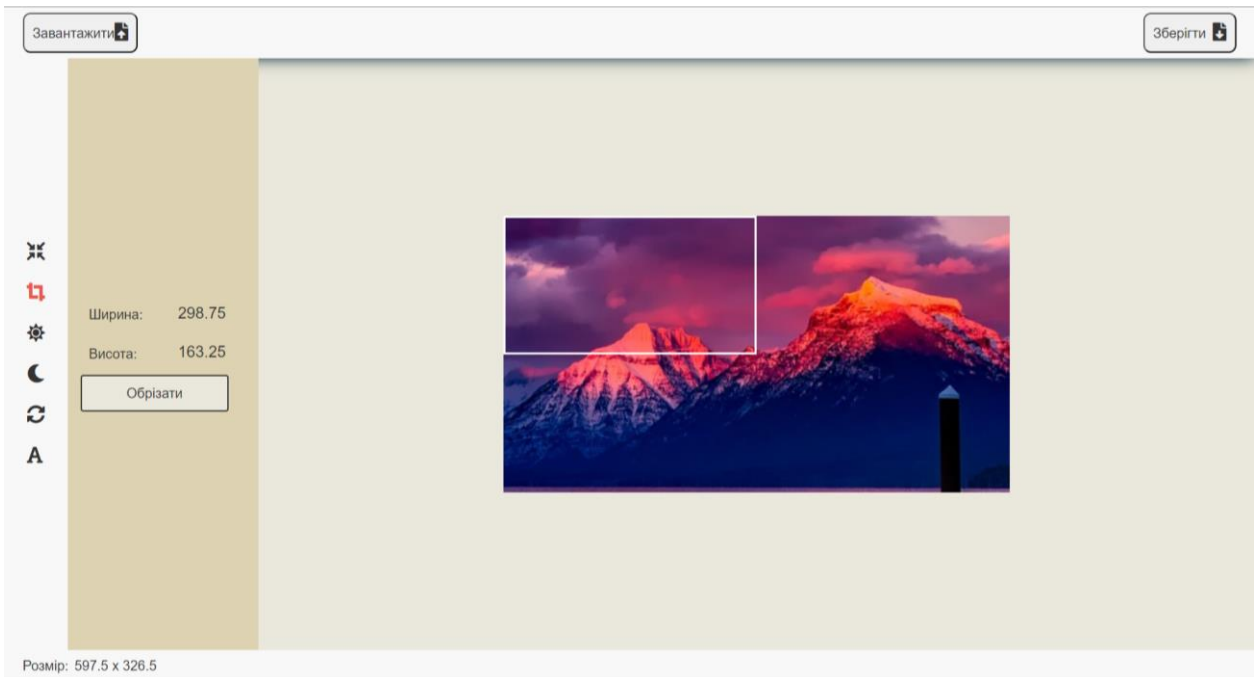 Завантажити
Зберігти
Ширина: 298.75
Висота: 163.25
Обрізати
A
Розмір: 597.5 x 326.5